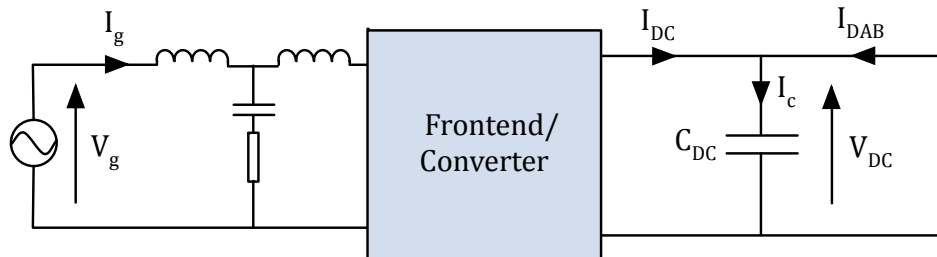 I_g
I_DC
I_DAB
V_g
Frontend/
Converter
I_c
C_DC
V_DC